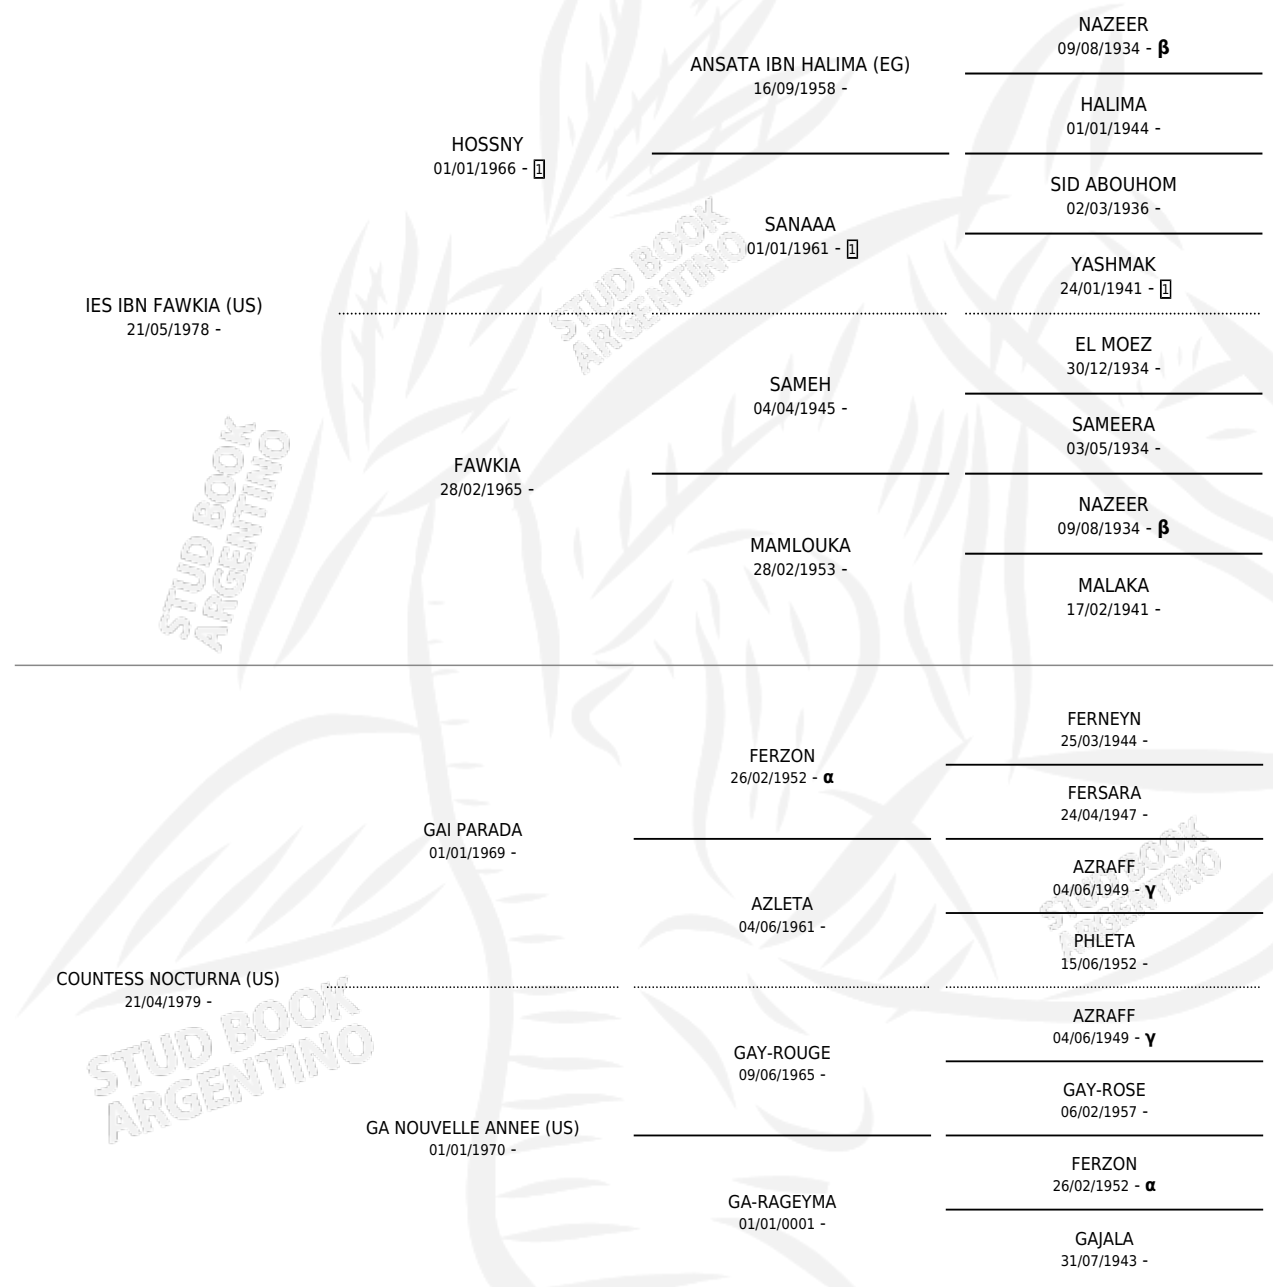 NAZEER
09/08/1934 - β
ANSATA IBN HALIMA (EG)
16/09/1958 -
HALIMA
01/01/1944 -
HOSSNY
01/01/1966 - 1
SID ABOUHOM
02/03/1936 -
SANAAA
01/01/1961 - 1
YASHMAK
24/01/1941 - 1
IES IBN FAWKIA (US)
21/05/1978 -
EL MOEZ
30/12/1934 -
SAMEH
04/04/1945 -
SAMEERA
03/05/1934 -
FAWKIA
28/02/1965 -
NAZEER
09/08/1934 - β
MAMLOUKA
28/02/1953 -
MALAKA
17/02/1941 -
FERNEYN
25/03/1944 -
FERZON
26/02/1952 - α
FERSARA
24/04/1947 -
GAI PARADA
01/01/1969 -
AZRAFF
04/06/1949 - γ
AZLETA
04/06/1961 -
PHLETA
15/06/1952 -
COUNTESS NOCTURNA (US)
21/04/1979 -
AZRAFF
04/06/1949 - γ
GAY-ROUGE
09/06/1965 -
GAY-ROSE
06/02/1957 -
GA NOUVELLE ANNEE (US)
01/01/1970 -
FERZON
26/02/1952 - α
GA-RAGEYMA
01/01/0001 -
GAJALA
31/07/1943 -
STUD BOOK
ARGENTINO
STUD BOOK
ARGENTINO
STUD BOOK
ARGENTINO
STUD BOOK
ARGENTINO